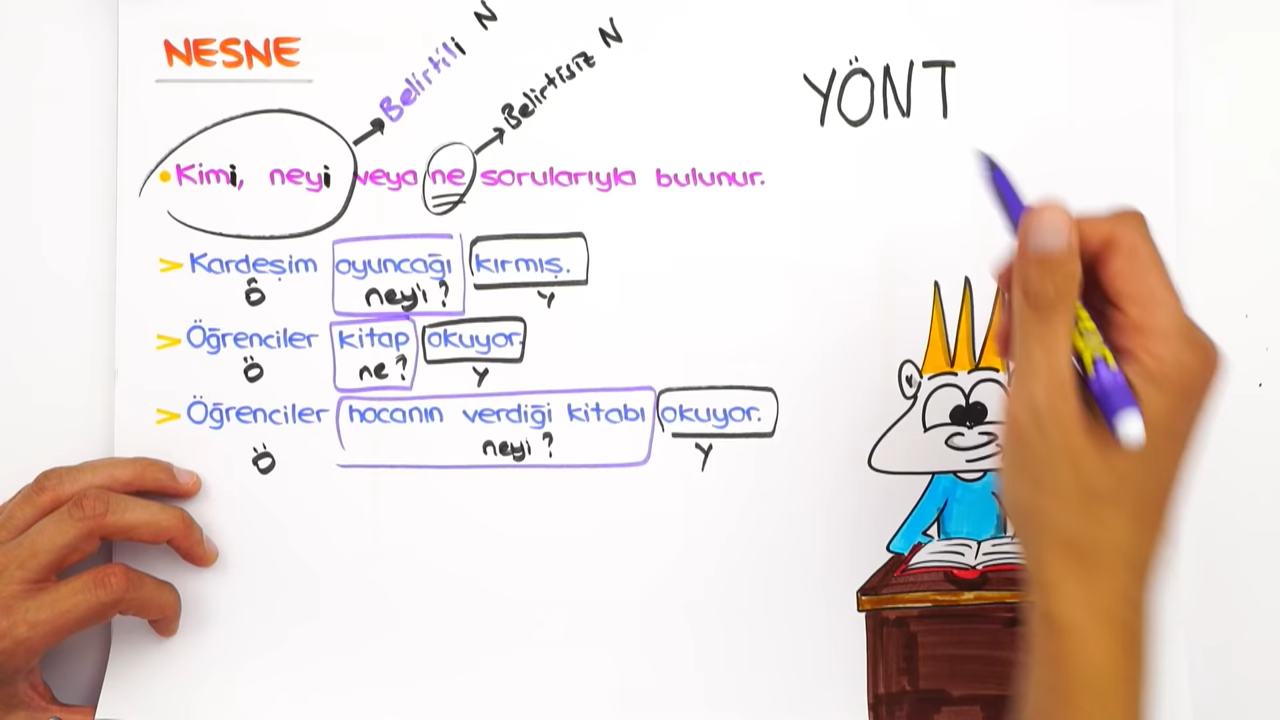 NESNE
Belirtili N
Belirtisiz N
YÖNT
• Kimi, neyi veya ne sorularıyla bulunur.
> Kardeşim oyuncağı kırmış.
Ö neyi? Y
> Öğrenciler kitap okuyor.
Ö ne? Y
> Öğrenciler hocanın verdiği kitabı okuyor.
Ö neyi? Y